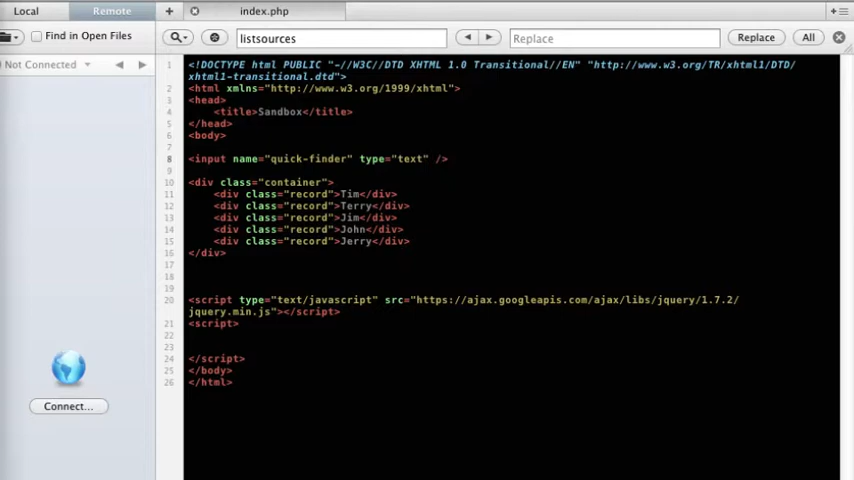 Local Remote + index.php
Find in Open Files listsources Replace Replace All
Not Connected
1 <!DOCTYPE html PUBLIC "-//W3C//DTD XHTML 1.0 Transitional//EN" "http://www.w3.org/TR/xhtml1/DTD/
xhtml1-transitional.dtd">
2 <html xmlns="http://www.w3.org/1999/xhtml">
3 <head>
4 <title>Sandbox</title>
5 </head>
6 <body>
7
8 <input name="quick-finder" type="text" />
9
10 <div class="container">
11 <div class="record">Tim</div>
12 <div class="record">Terry</div>
13 <div class="record">Jim</div>
14 <div class="record">John</div>
15 <div class="record">Jerry</div>
16 </div>
17
18
19
20 <script type="text/javascript" src="https://ajax.googleapis.com/ajax/libs/jquery/1.7.2/
jquery.min.js"></script>
21 <script>
22
23
24 </script>
25 </body>
26 </html>
Connect...